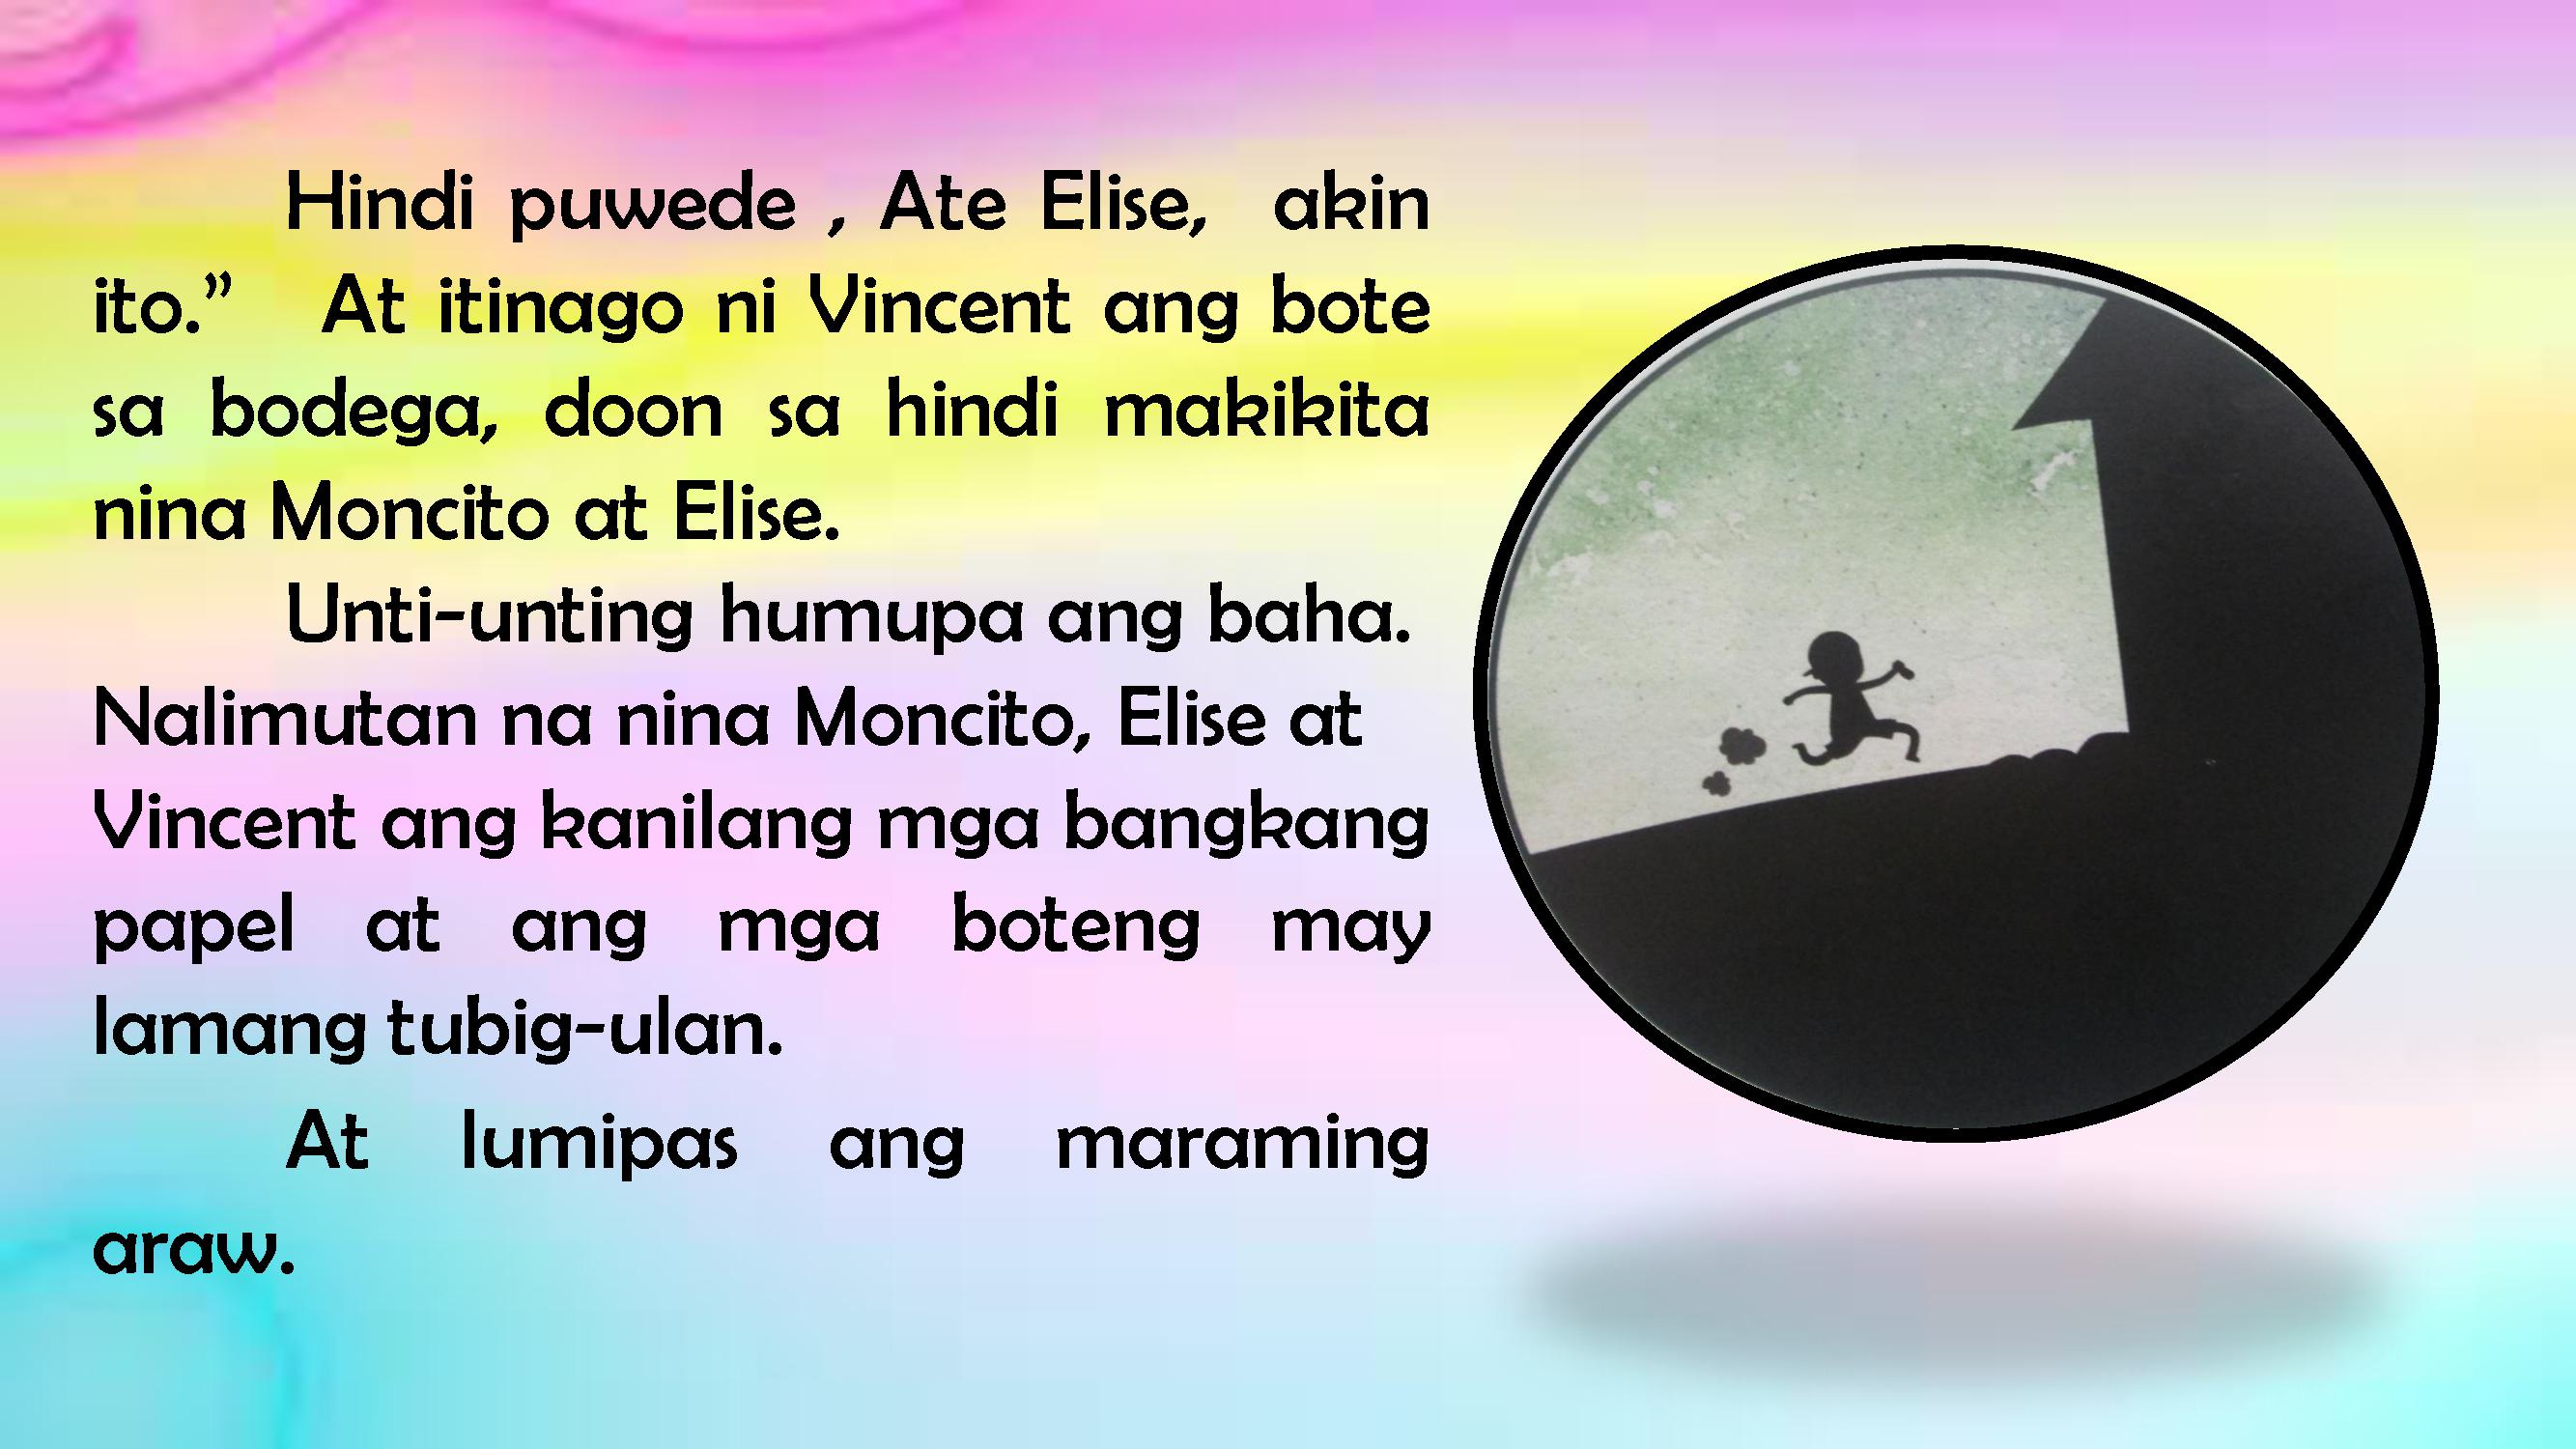 Hindi puwede , Ate Elise, akin
ito.” At itinago ni Vincent ang bote
sa bodega, doon sa hindi makikita
nina Moncito at Elise.
Unti-unting humupa ang baha.
Nalimutan na nina Moncito, Elise at
Vincent ang kanilang mga bangkang
papel at ang mga boteng may
lamang tubig-ulan.
At lumipas ang maraming
araw.